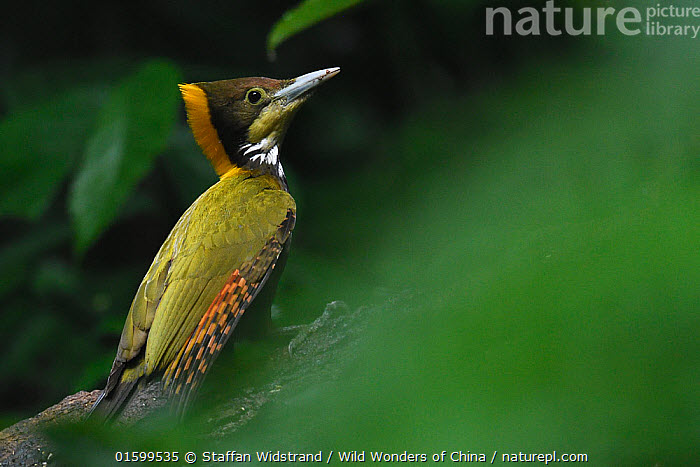 nature picture library
01599535 © Staffan Widstrand / Wild Wonders of China / naturepl.com